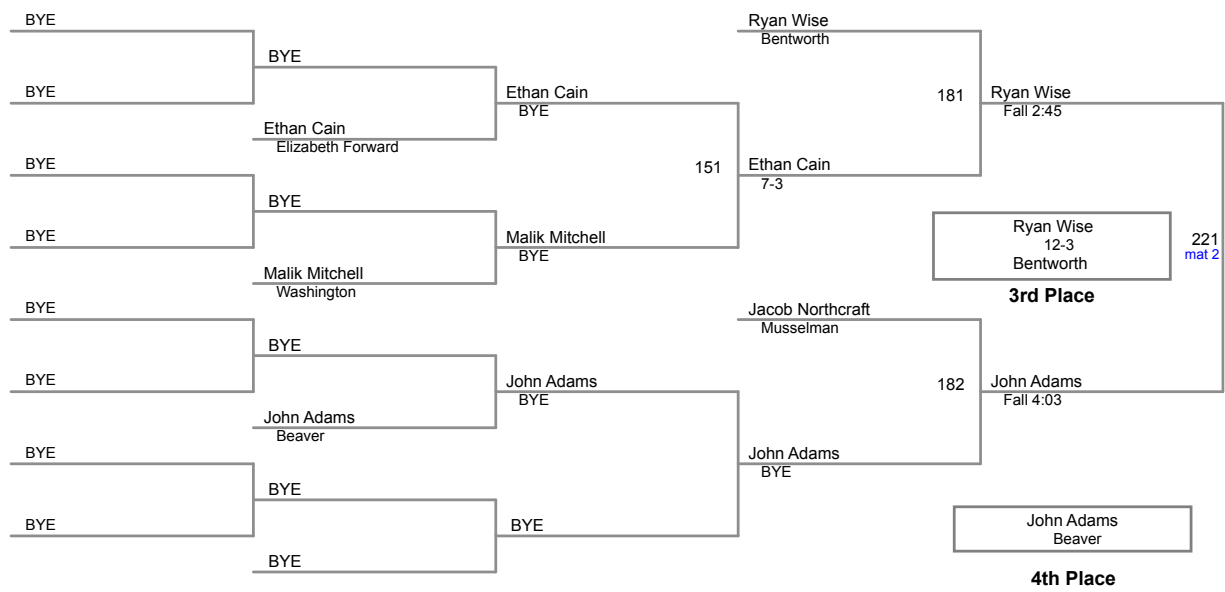 BYE
BYE
BYE
BYE
BYE
BYE
BYE
BYE
BYE
Ethan Cain
Elizabeth Forward
BYE
Malik Mitchell
Washington
BYE
John Adams
Beaver
BYE
BYE
Ethan Cain
BYE
Malik Mitchell
BYE
John Adams
BYE
BYE
151
Ryan Wise
Bentworth
Ethan Cain
7-3
Jacob Northcraft
Musselman
John Adams
BYE
181
182
Ryan Wise
Fall 2:45
John Adams
Fall 4:03
221
mat 2
Ryan Wise
12-3
Bentworth
3rd Place
John Adams
Beaver
4th Place